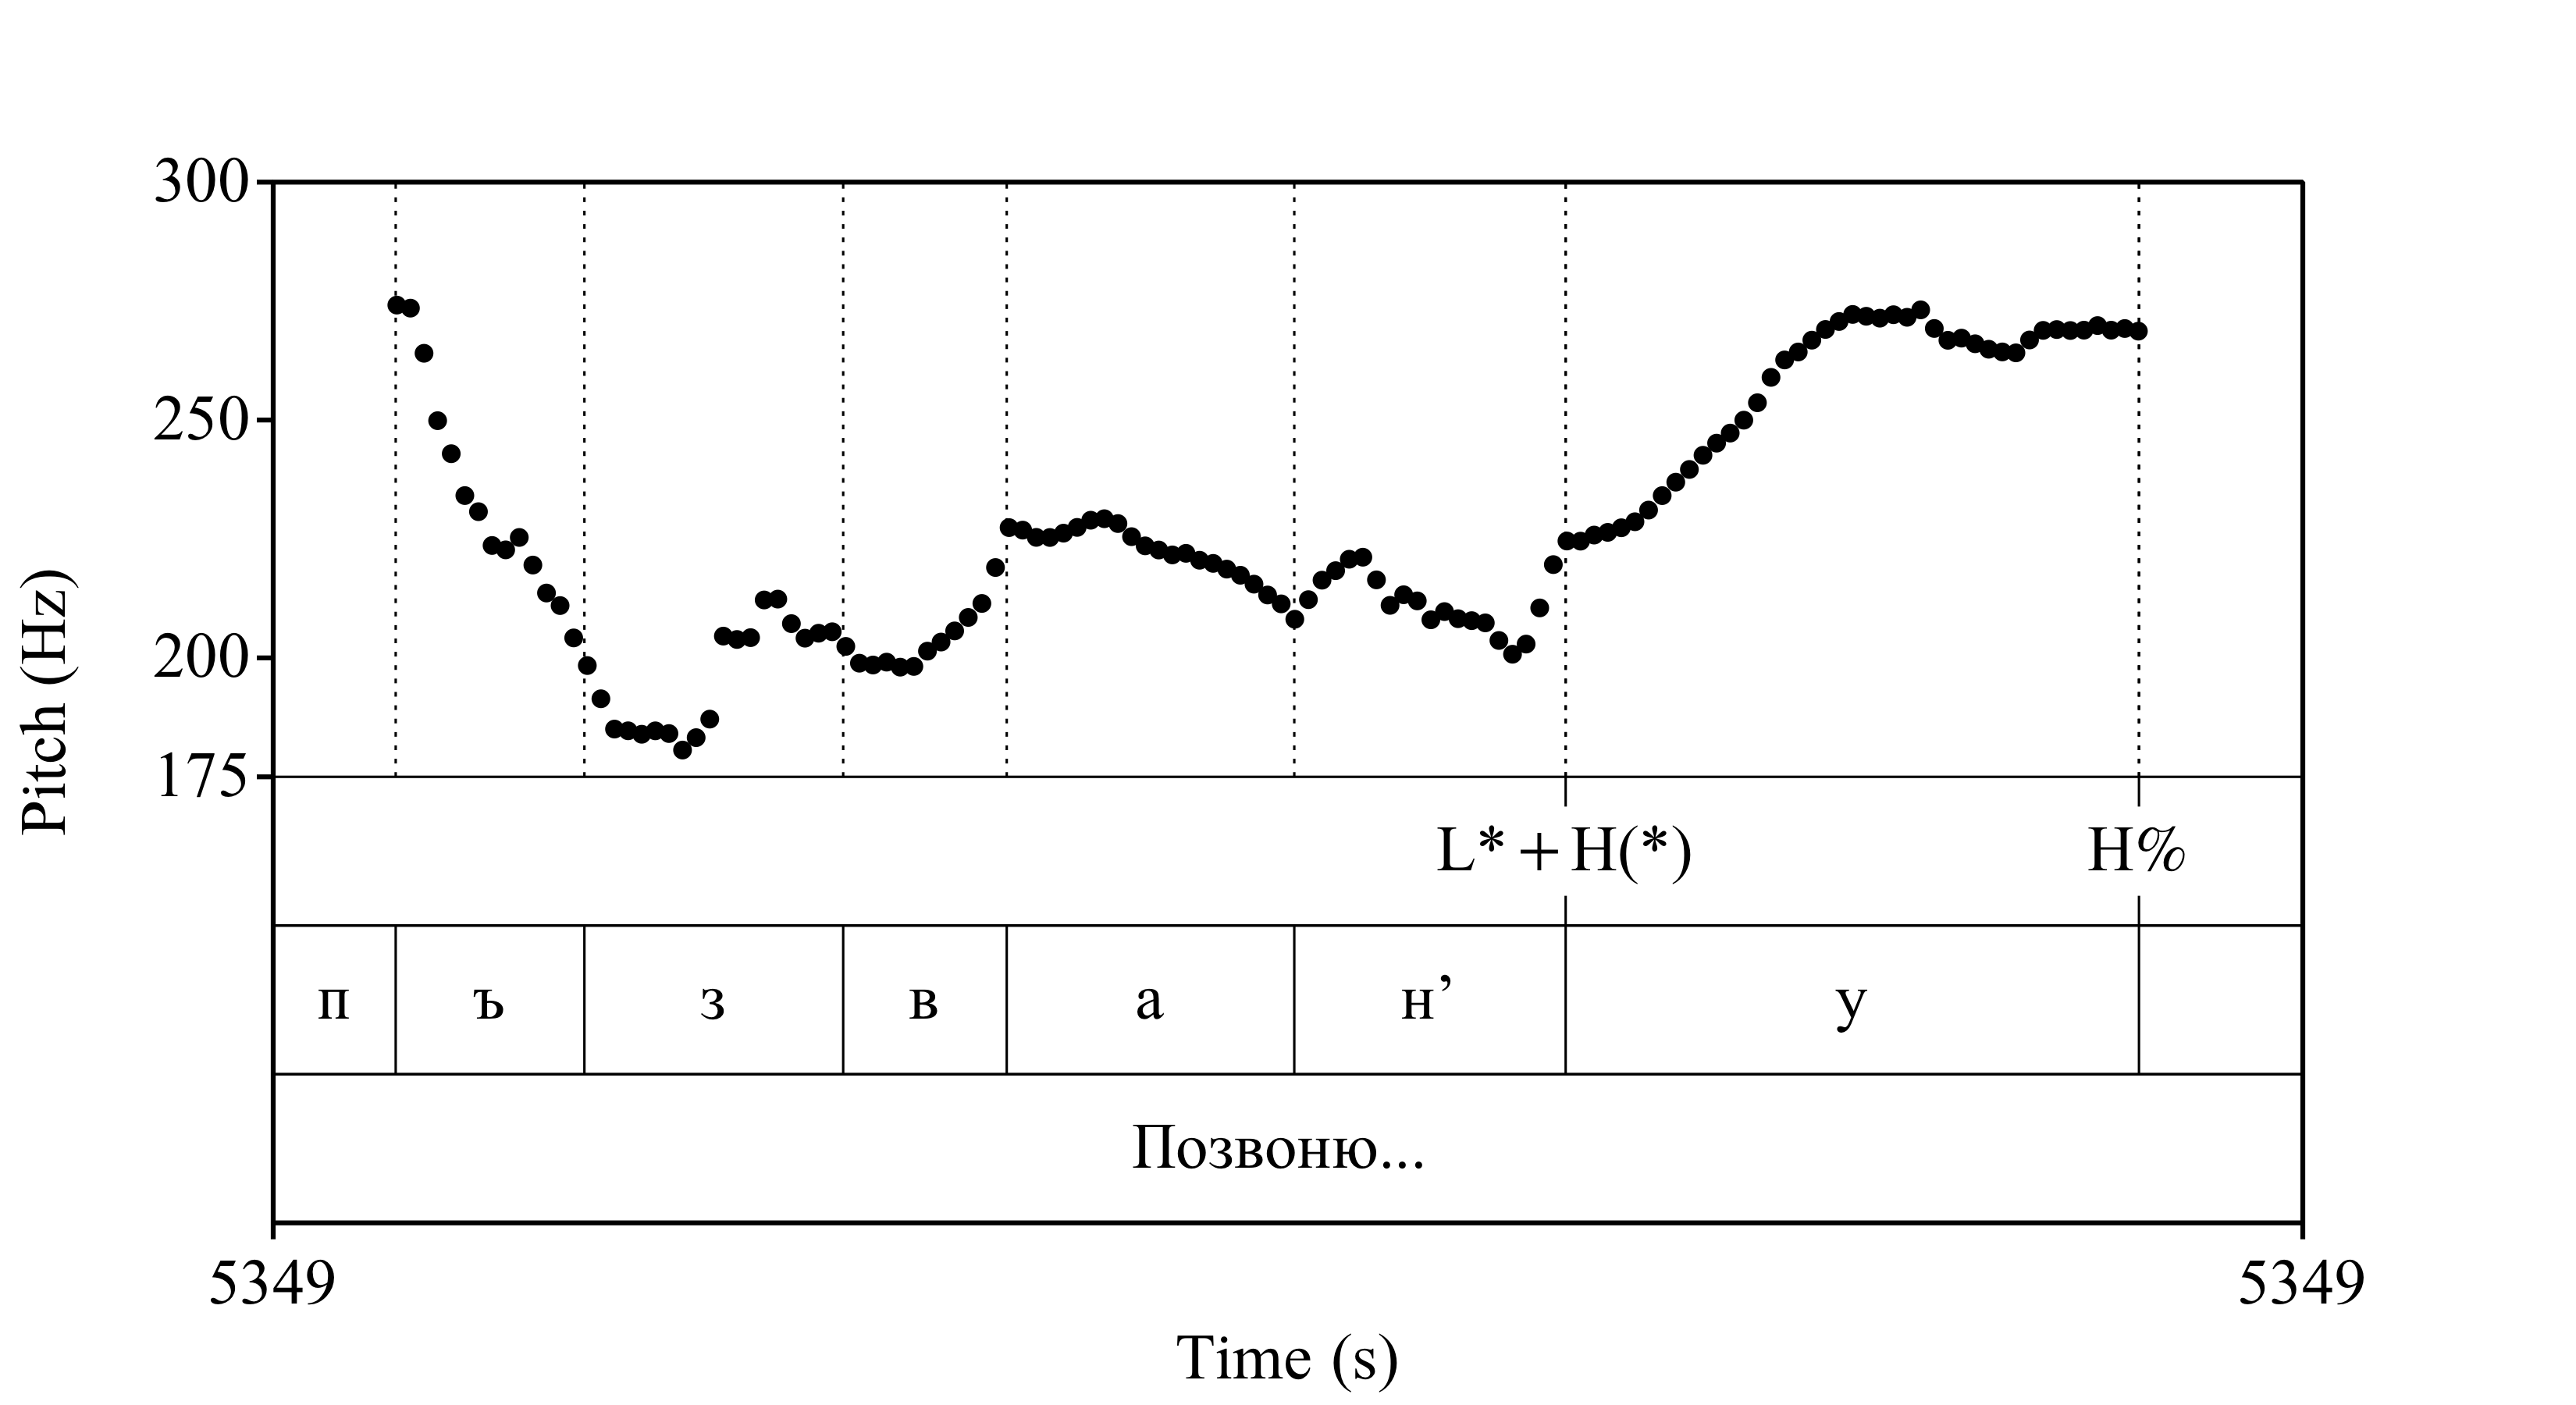 300
250
200
175
Pitch (Hz)
L* + H(*) H%
п ъ з в а н’ у
Позвоню...
5349 5349
Time (s)